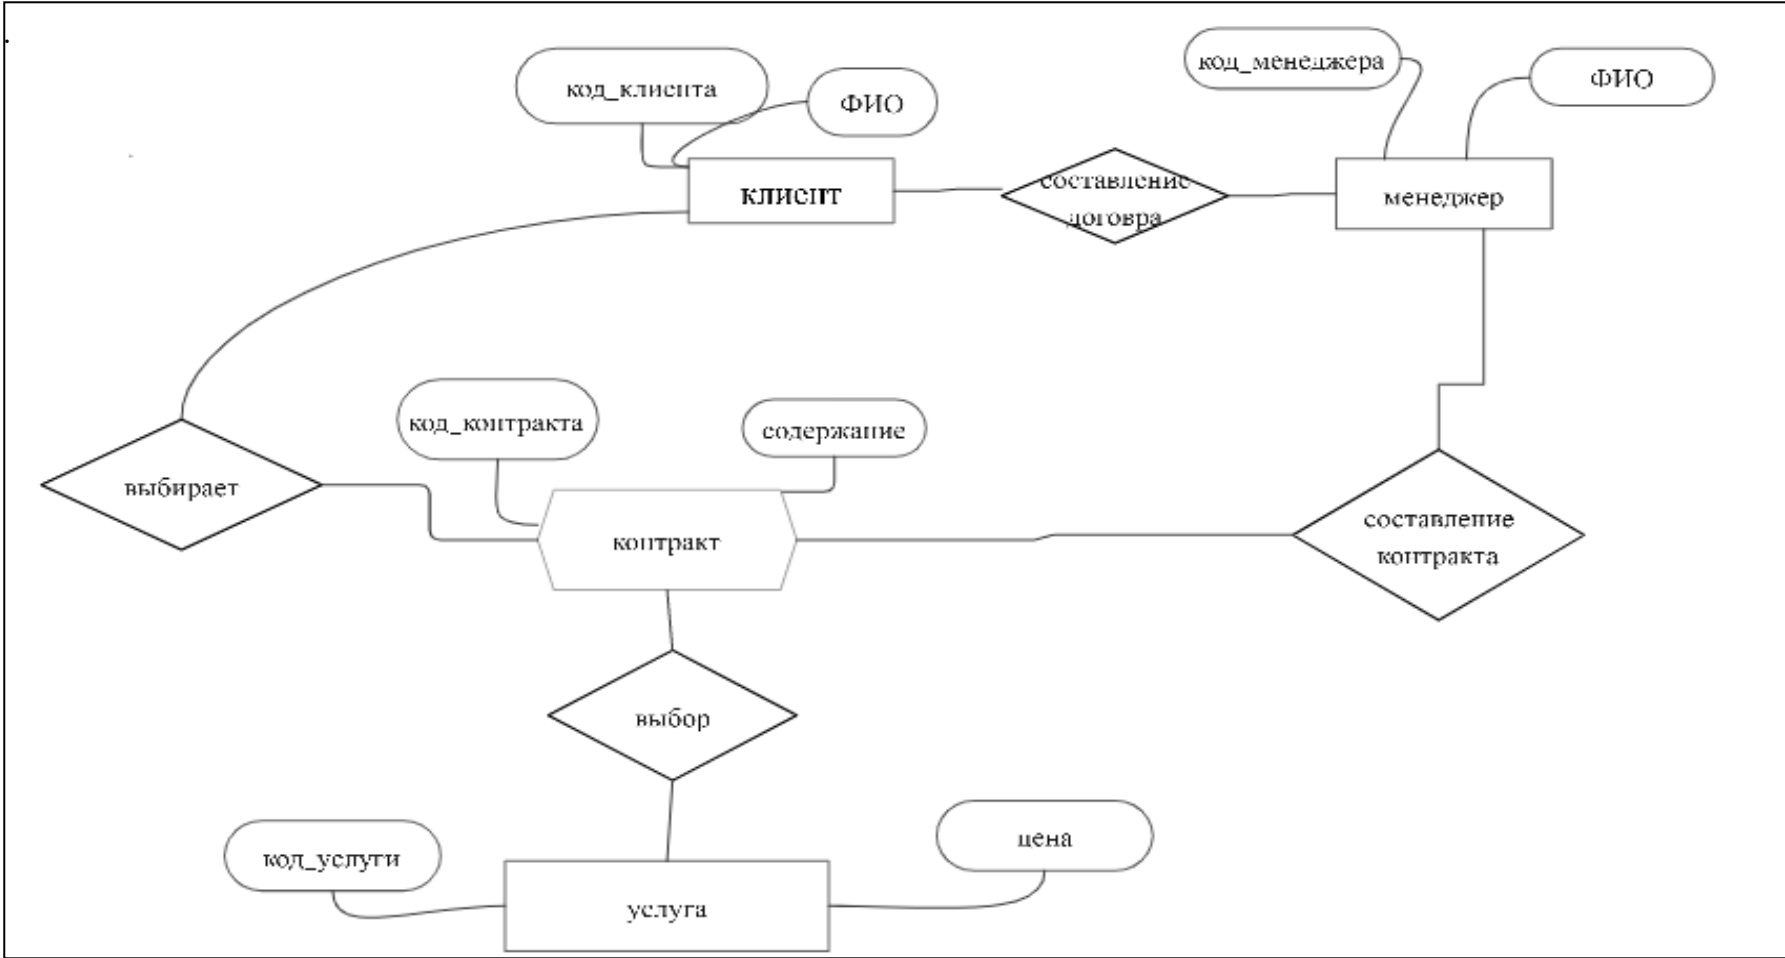 код_менеджера
ФИО
код_клиента
ФИО
клиент
составление
договра
менеджер
код_контракта
содержание
выбирает
контракт
составление
контракта
выбор
код_услуги
цена
услуга